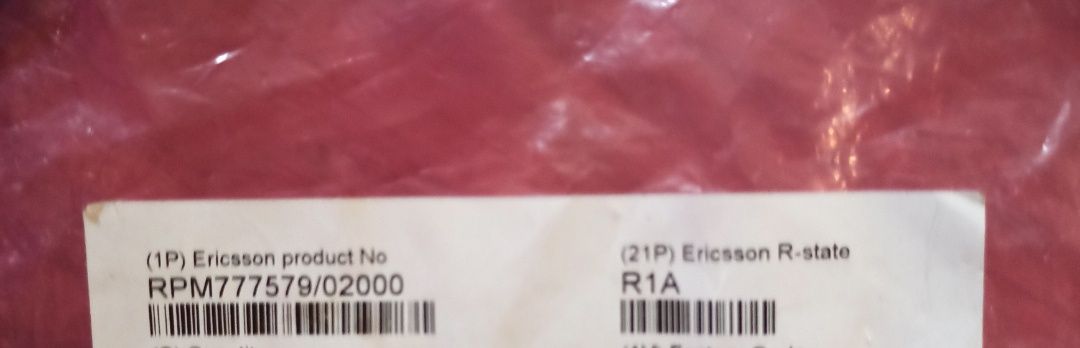 (1P) Ericsson product No
RPM777579/02000
(21P) Ericsson R-state
R1A